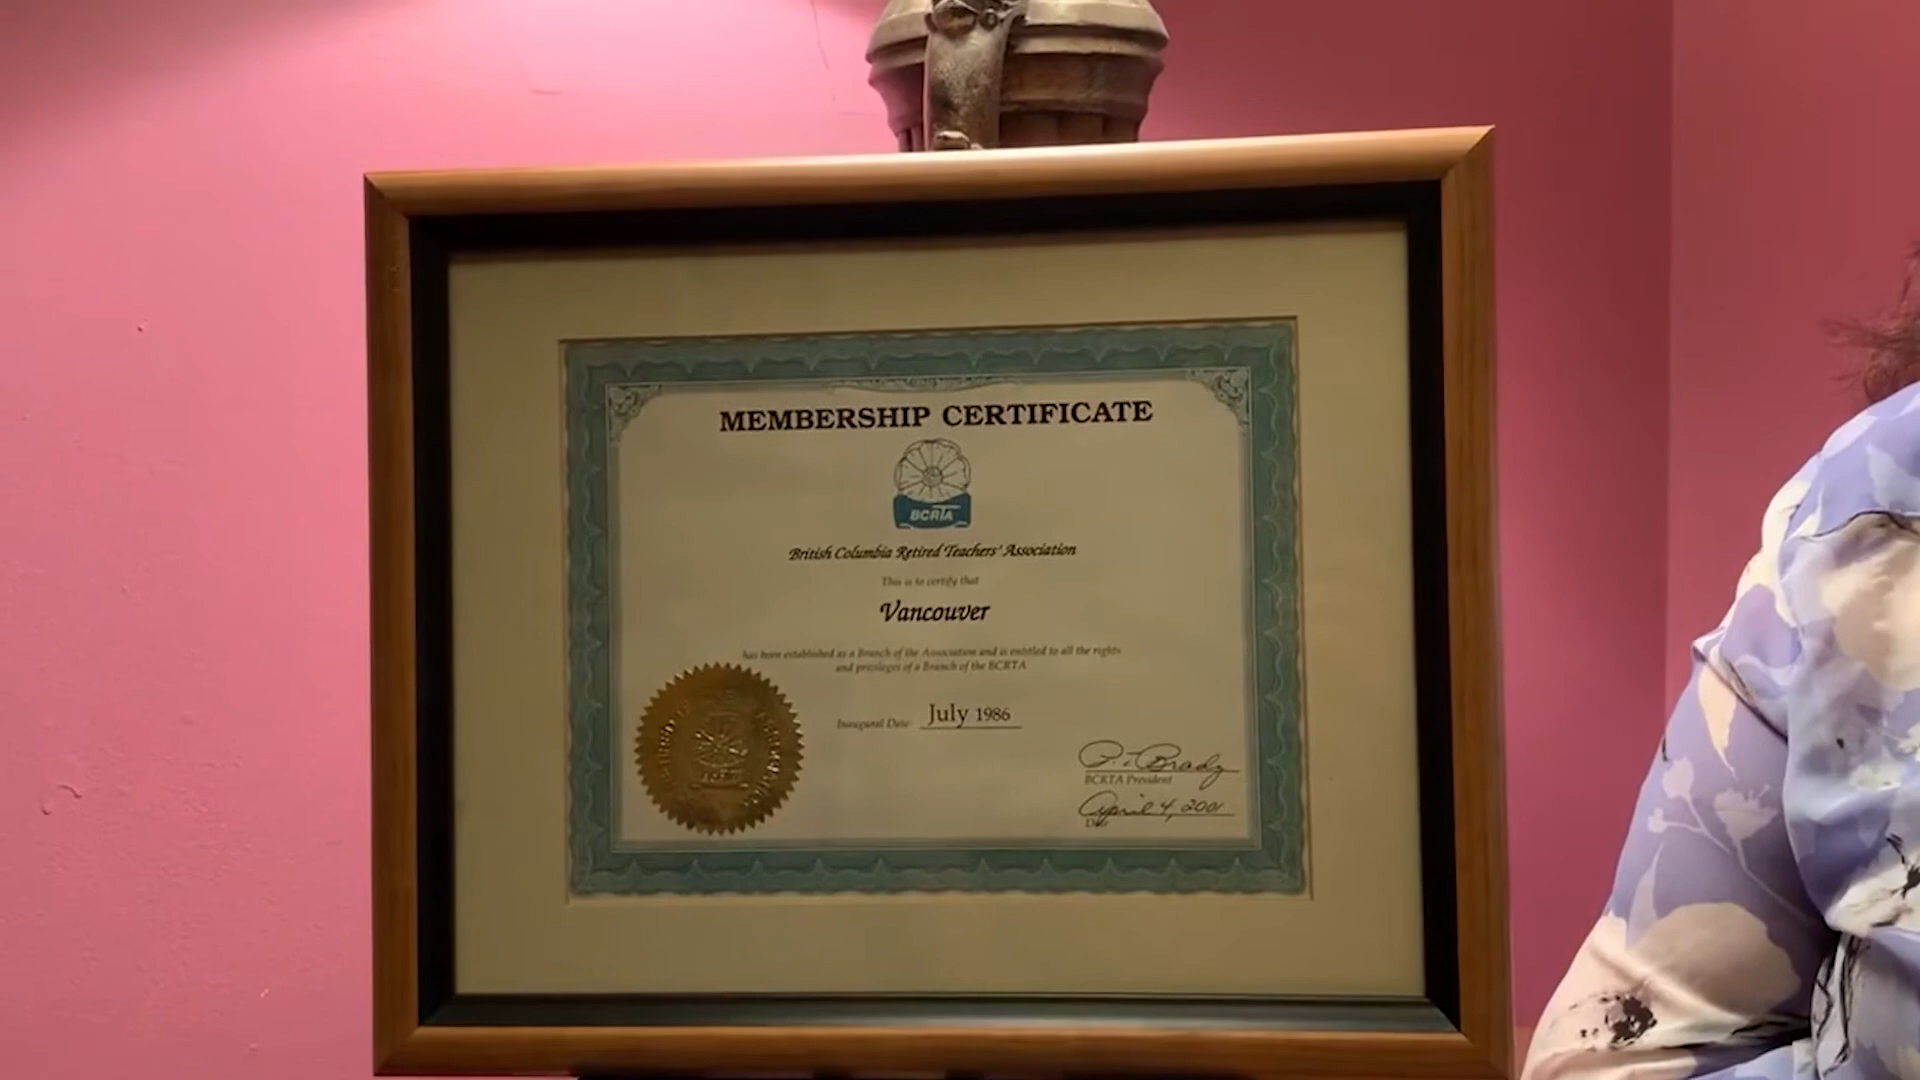 MEMBERSHIP CERTIFICATE
BCRTA
British Columbia Retired Teachers' Association
This is to certify that
Vancouver
has been established as a Branch of the Association and is entitled to all the rights
and privileges of a Branch of the BCRTA
Inaugural Date July 1986
P. L. Brady
BCRTA President
April 4, 2001
Date